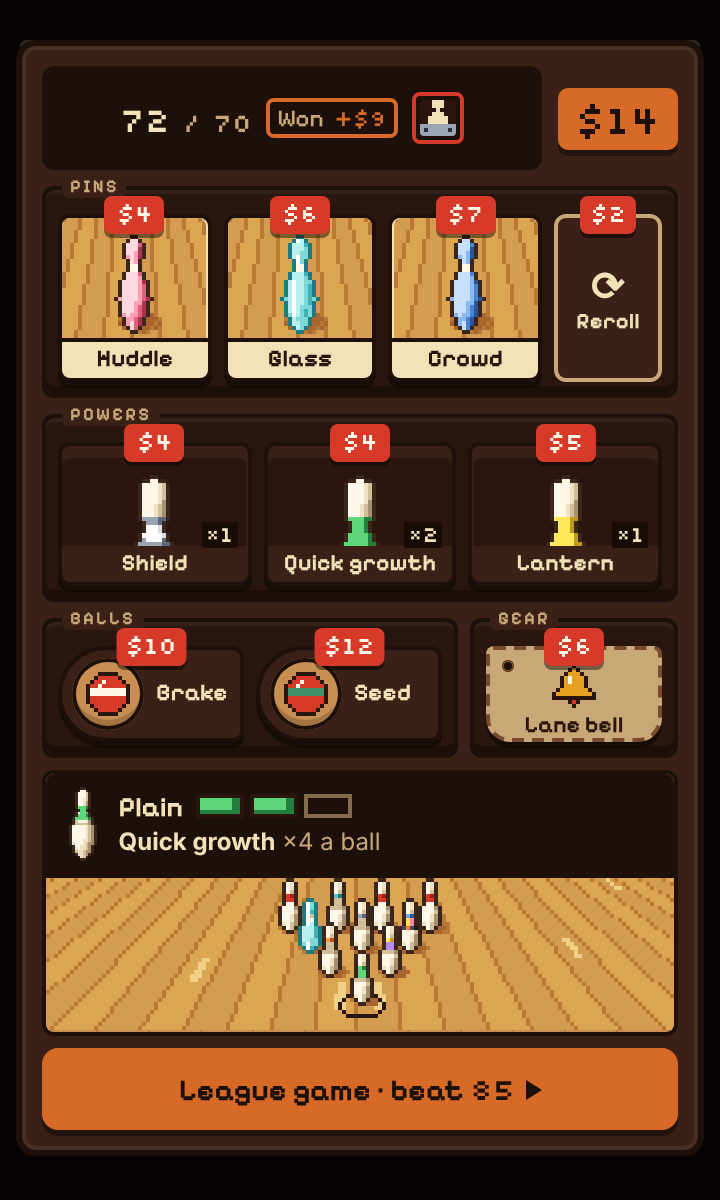 72 / 70 Won +$9 $14
PINS
$4 $6 $7 $2
Huddle Glass Crowd Reroll
POWERS
$4 $4 $5
×1 ×2 ×1
Shield Quick growth Lantern
BALLS GEAR
$10 $12 $6
Brake Seed
Lane bell
Plain
Quick growth ×4 a ball
League game · beat 85